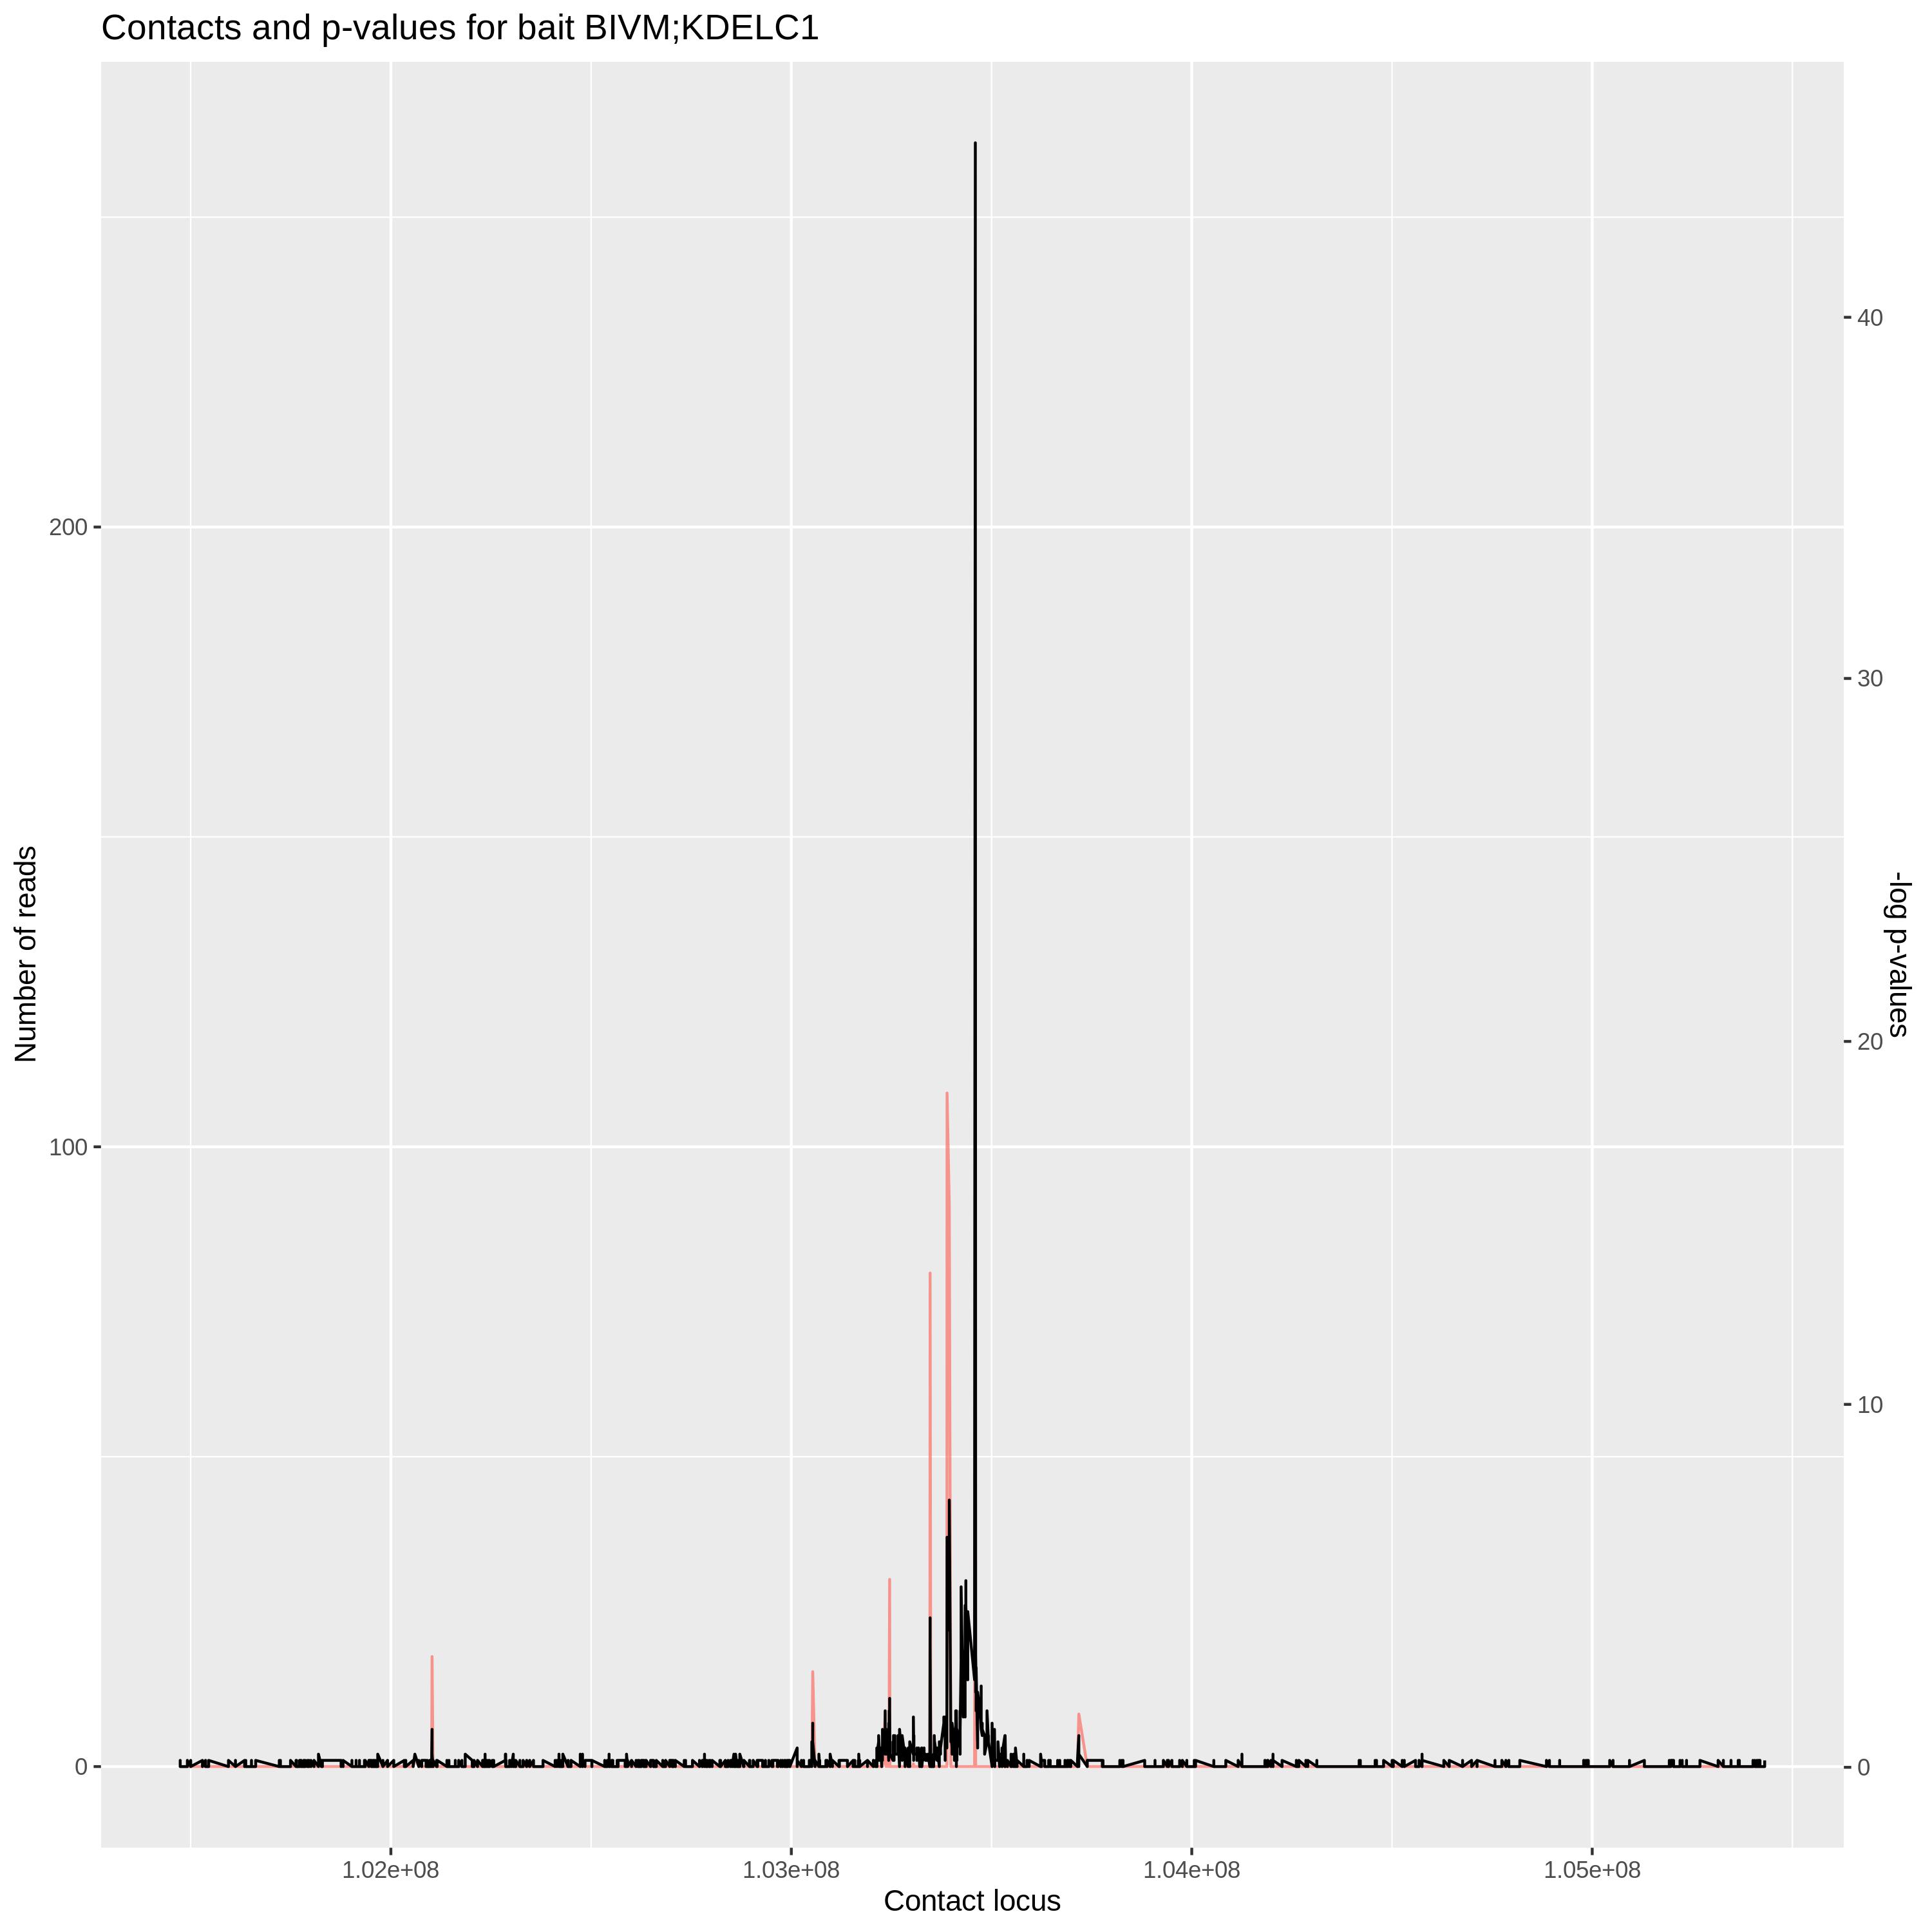 Contacts and p-values for bait BIVM;KDELC1
Number of reads
200
100
0
40
30
20
10
0
-log p-values
1.02e+08
1.03e+08
1.04e+08
1.05e+08
Contact locus